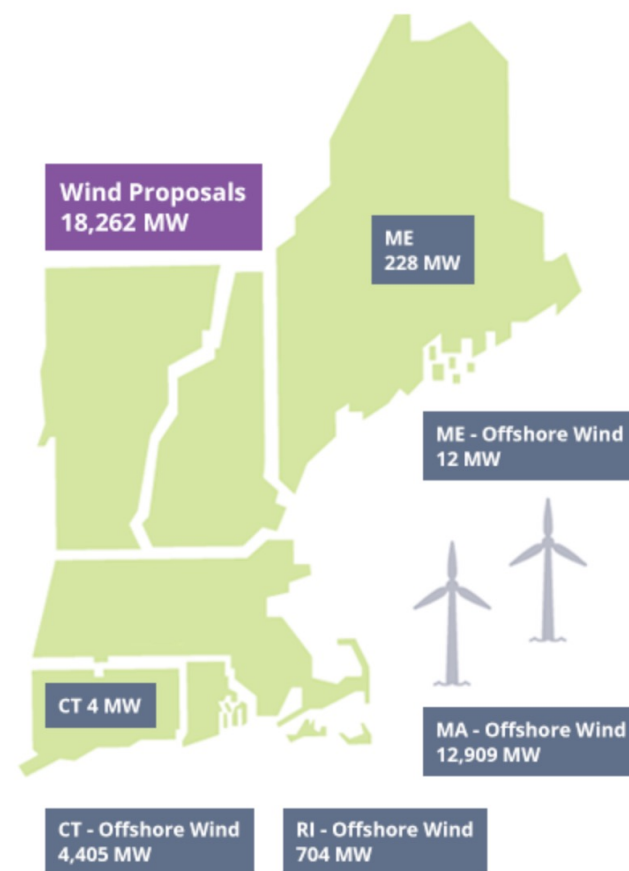 Wind Proposals
18,262 MW
ME
228 MW
ME - Offshore Wind
12 MW
CT 4 MW
MA - Offshore Wind
12,909 MW
CT - Offshore Wind
4,405 MW
RI - Offshore Wind
704 MW